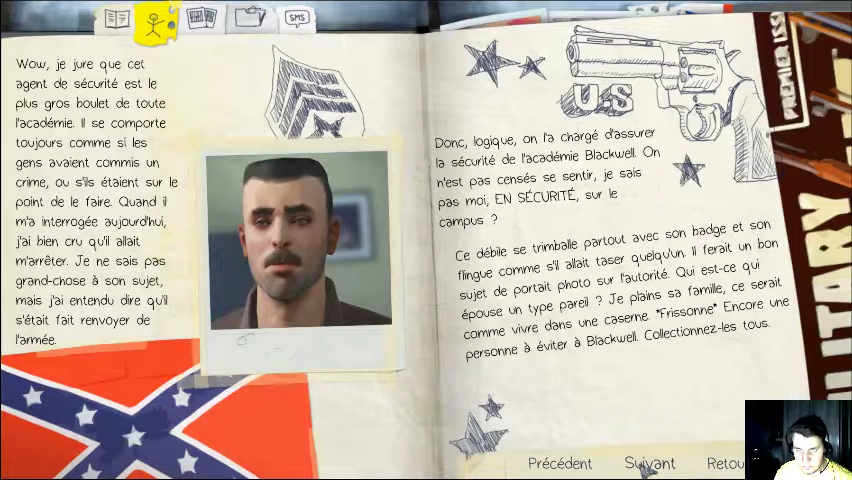 SMS
Wow, je jure que cet
agent de sécurité est le
plus gros boulet de toute
l'académie. Il se comporte
toujours comme si les
gens avaient commis un
crime, ou s'ils étaient sur le
point de le faire. Quand il
m'a interrogée aujourd'hui,
j'ai bien cru qu'il allait
m'arrêter. Je ne sais pas
grand-chose à son sujet,
mais j'ai entendu dire qu'il
s'était fait renvoyer de
l'armée.
U.S
Donc, logique, on l'a chargé d'assurer
la sécurité de l'académie Blackwell. On
n'est pas censés se sentir, je sais
pas moi, EN SÉCURITÉ, sur le
campus ?
Ce débile se trimballe partout avec son badge et son
flingue comme s'il allait taser quelqu'un. Il ferait un bon
sujet de portait photo sur l'autorité. Qui est-ce qui
épouse un type pareil ? Je plains sa famille, ce serait
comme vivre dans une caserne. *Frissonne* Encore une
personne à éviter à Blackwell. Collectionnez-les tous.
PREMIER ISS
MILITARY
Précédent Suivant Retou